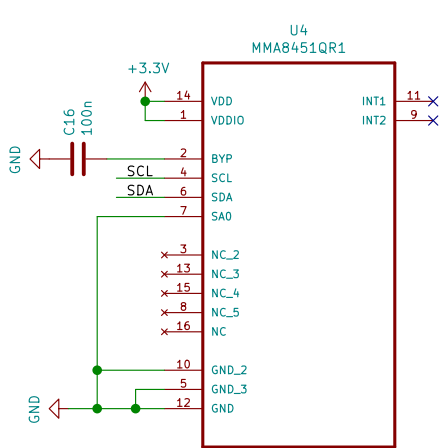 U4
MMA8451QR1
+3.3V
14 VDD
1 VDDIO
INT1 11
INT2 9
C16
100n
GND
2 BYP
SCL 4 SCL
SDA 6 SDA
7 SA0
3 NC_2
13 NC_3
15 NC_4
8 NC_5
16 NC
10 GND_2
5 GND_3
GND
12 GND